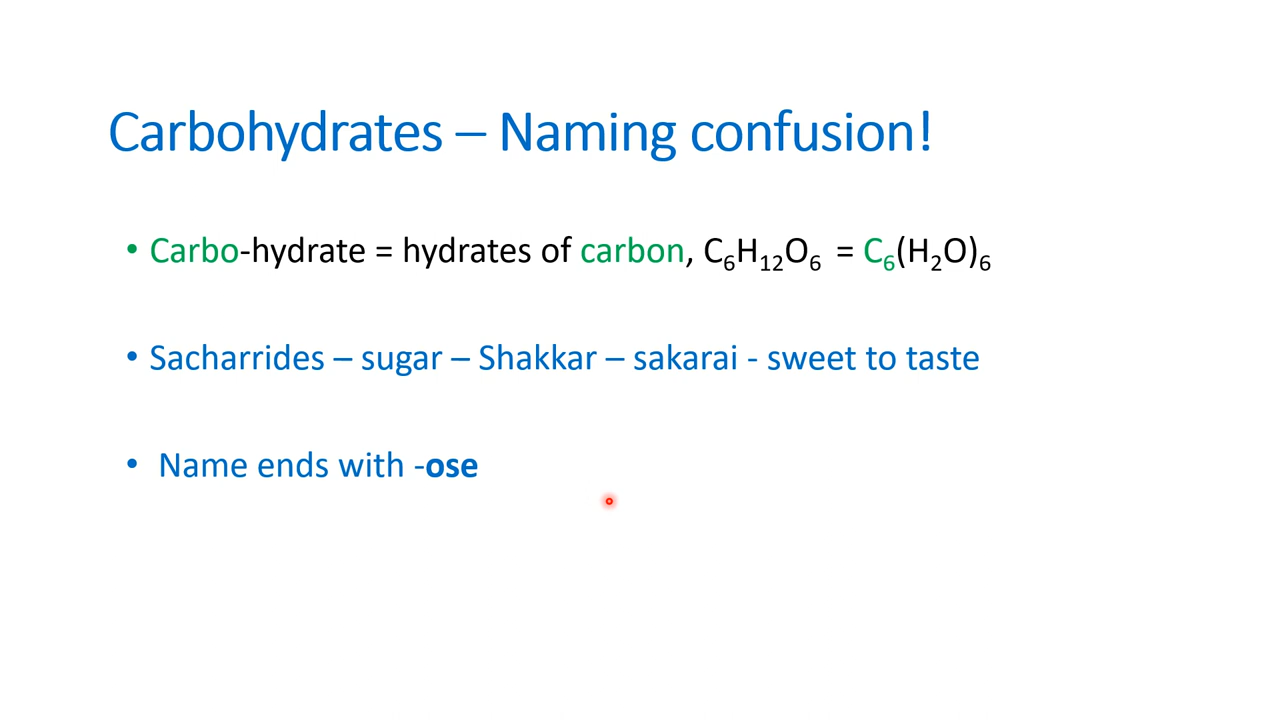 Carbohydrates – Naming confusion!
• Carbo-hydrate = hydrates of carbon, C₆H₁₂O₆ = C₆(H₂O)₆
• Sacharrides – sugar – Shakkar – sakarai - sweet to taste
• Name ends with -ose